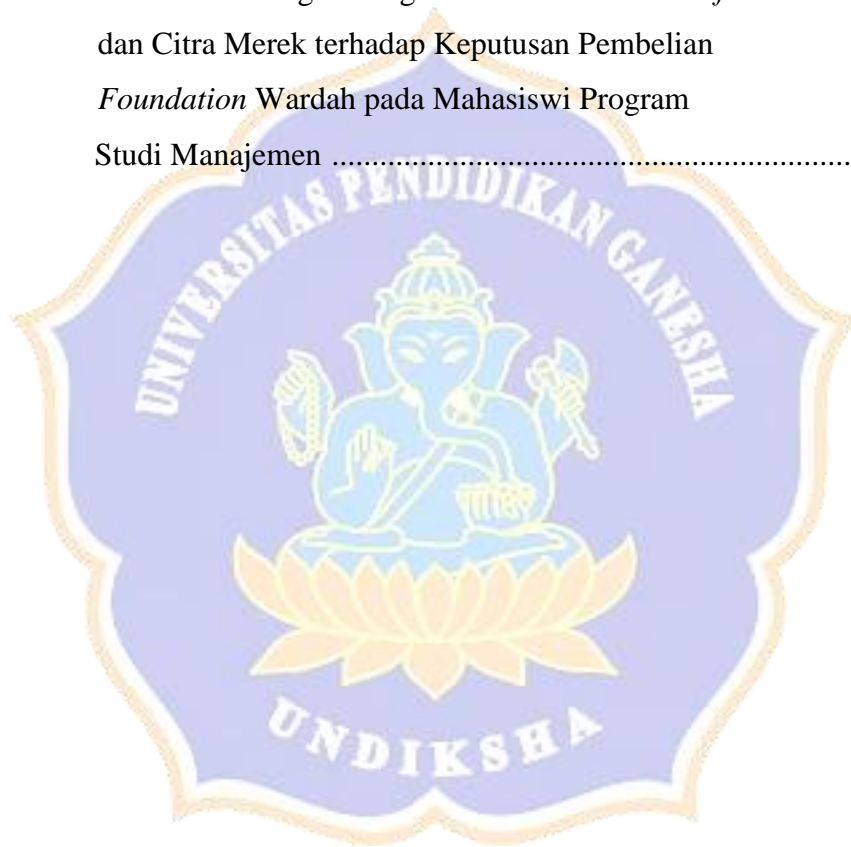 dan Citra Merek terhadap Keputusan Pembelian
Foundation Wardah pada Mahasiswi Program
Studi Manajemen ......................................................
UNIVERSITAS PENDIDIKAN GANESHA
UNDIKSHA